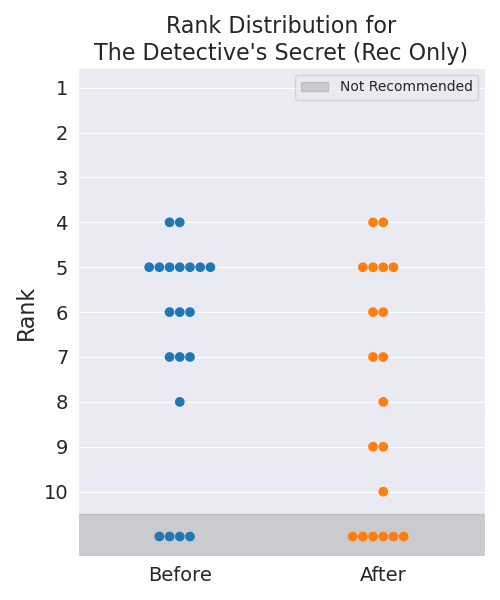 Rank Distribution for
The Detective's Secret (Rec Only)
Not Recommended
1
2
3
4
5
6
7
8
9
10
Rank
Before After